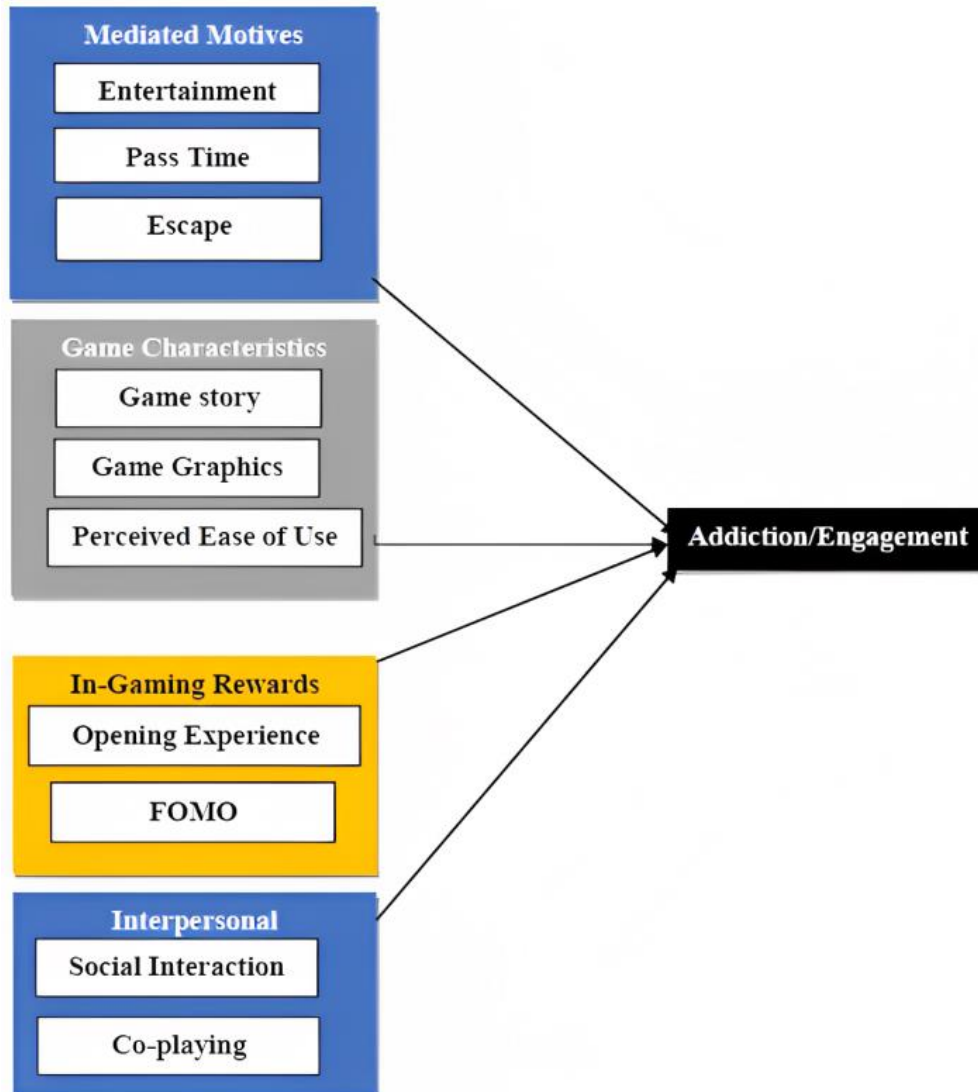 Mediated Motives
Entertainment
Pass Time
Escape
Game Characteristics
Game story
Game Graphics
Perceived Ease of Use
Addiction/Engagement
In-Gaming Rewards
Opening Experience
FOMO
Interpersonal
Social Interaction
Co-playing